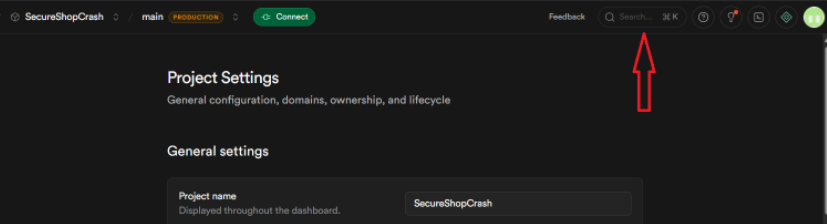 SecureShopCrash / main PRODUCTION Connect Feedback Search... ⌘K
Project Settings
General configuration, domains, ownership, and lifecycle
General settings
Project name SecureShopCrash
Displayed throughout the dashboard.